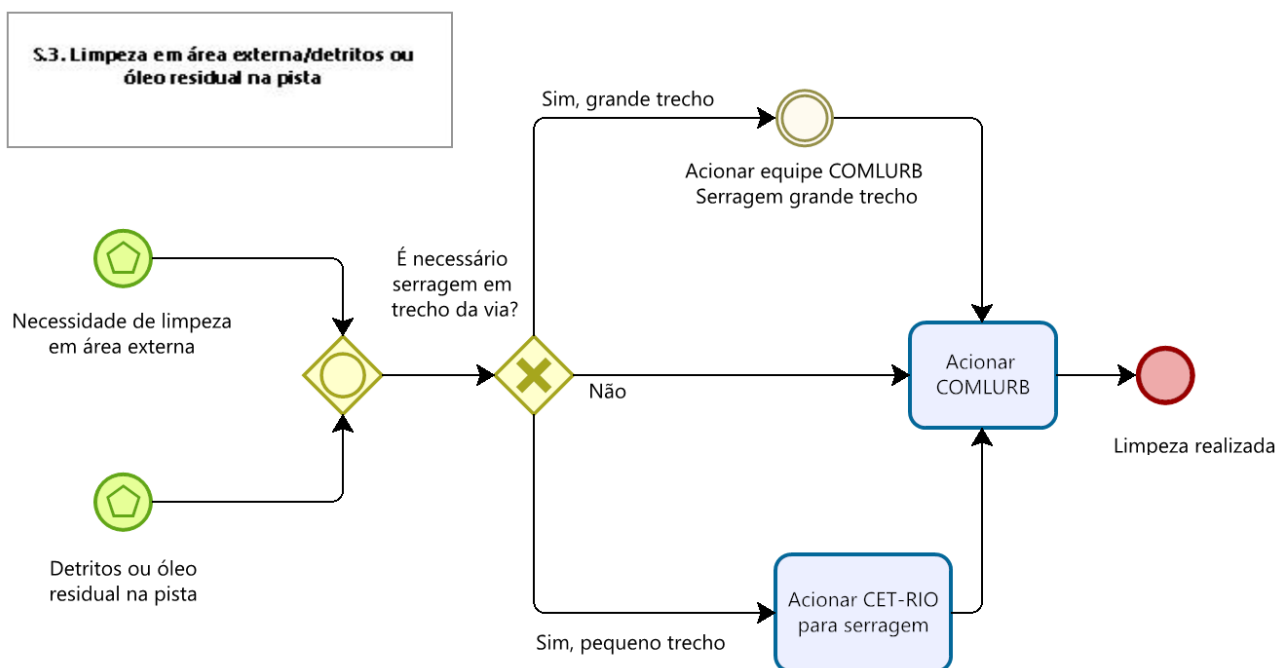 S.3. Limpeza em área externa/detritos ou
óleo residual na pista
Sim, grande trecho
Acionar equipe COMLURB
Serragem grande trecho
É necessário
serragem em
trecho da via?
Necessidade de limpeza
em área externa
Acionar
COMLURB
Não
Limpeza realizada
Detritos ou óleo
residual na pista
Acionar CET-RIO
para serragem
Sim, pequeno trecho